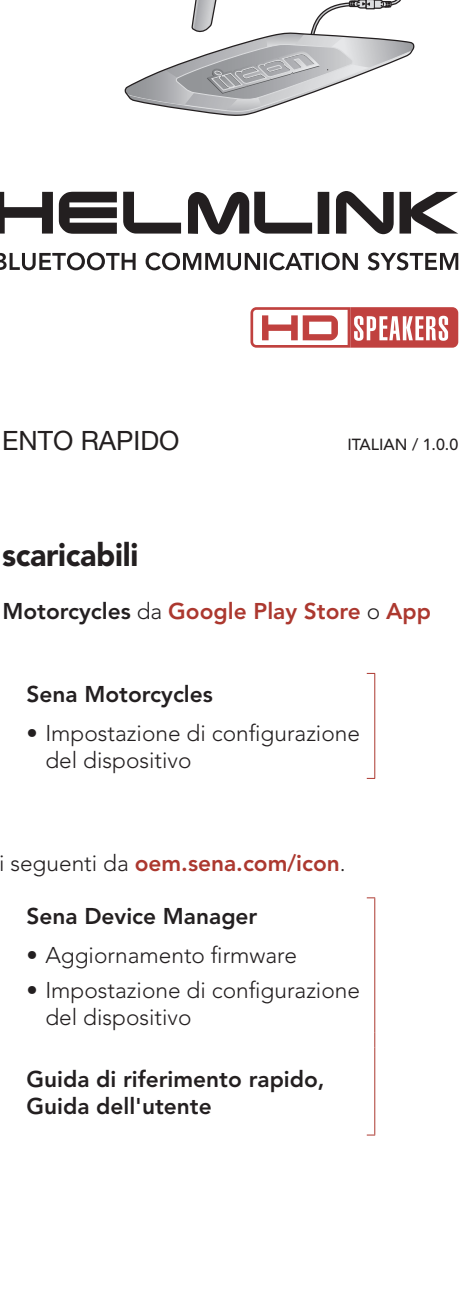 icon
HELMLINK
BLUETOOTH COMMUNICATION SYSTEM
HD SPEAKERS
ENTO RAPIDO ITALIAN / 1.0.0
scaricabili
Motorcycles da Google Play Store o App
Sena Motorcycles
• Impostazione di configurazione
del dispositivo
i seguenti da oem.sena.com/icon.
Sena Device Manager
• Aggiornamento firmware
• Impostazione di configurazione
del dispositivo
Guida di riferimento rapido,
Guida dell'utente